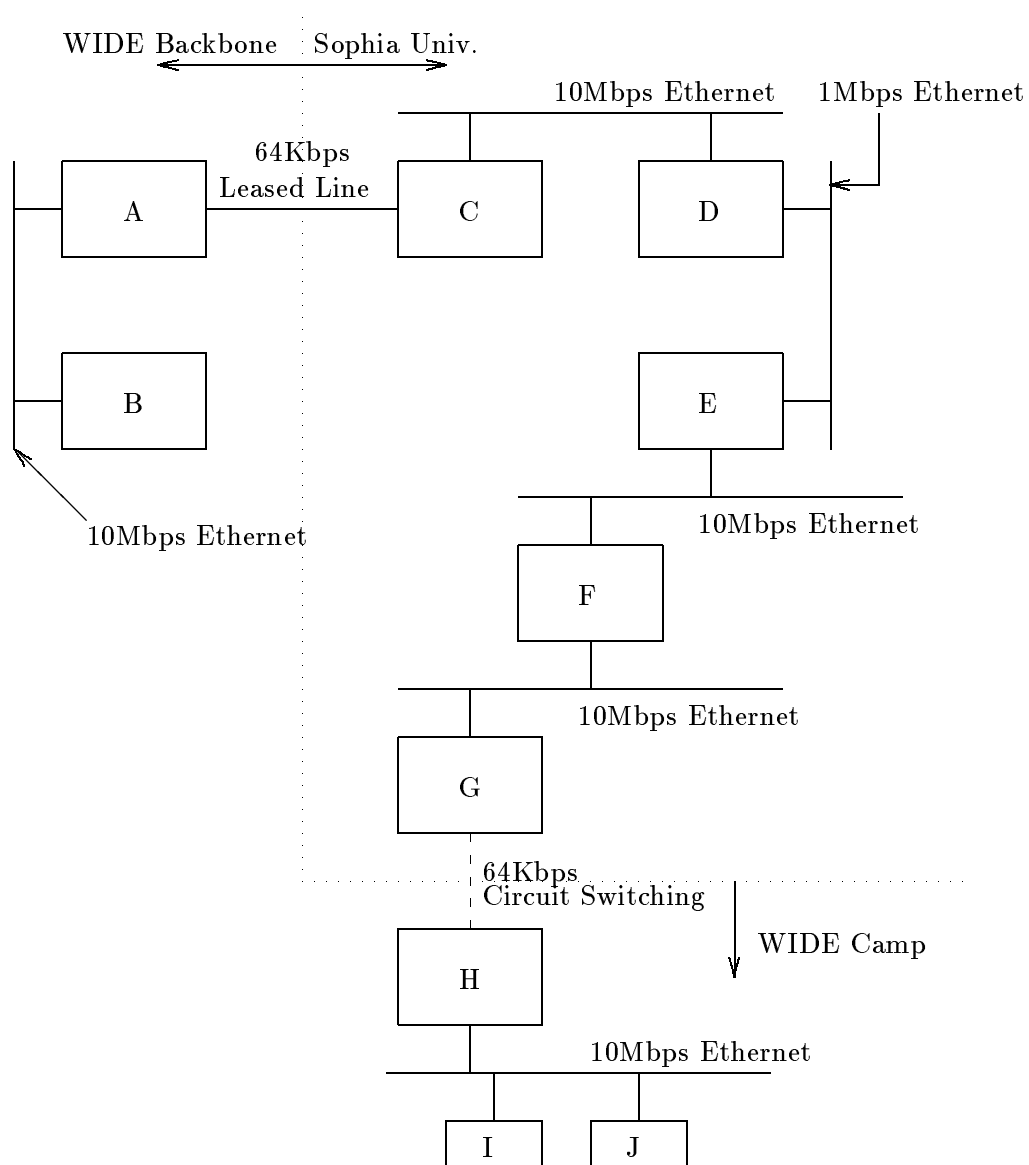 WIDE Backbone
Sophia Univ.
10Mbps Ethernet
1Mbps Ethernet
64Kbps
Leased Line
A
C
D
B
E
10Mbps Ethernet
10Mbps Ethernet
F
10Mbps Ethernet
G
64Kbps
Circuit Switching
WIDE Camp
H
10Mbps Ethernet
I
J